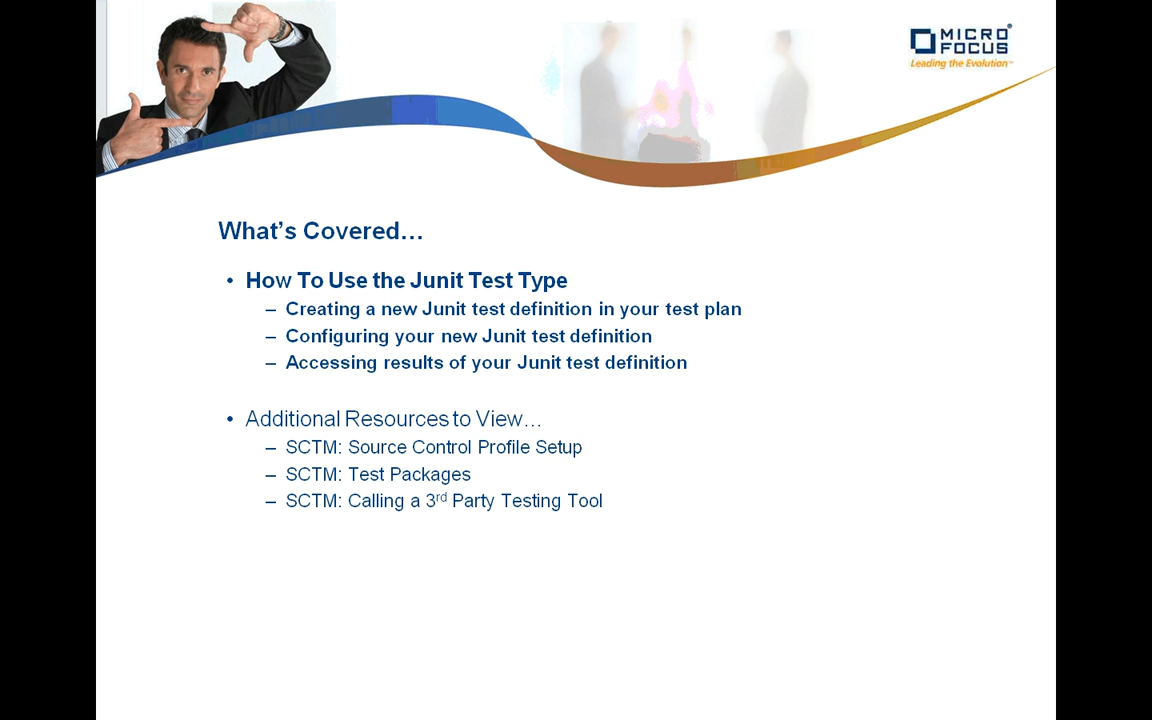 MICRO
FOCUS
Leading the Evolution™
What's Covered…
• How To Use the Junit Test Type
– Creating a new Junit test definition in your test plan
– Configuring your new Junit test definition
– Accessing results of your Junit test definition
• Additional Resources to View…
– SCTM: Source Control Profile Setup
– SCTM: Test Packages
– SCTM: Calling a 3rd Party Testing Tool